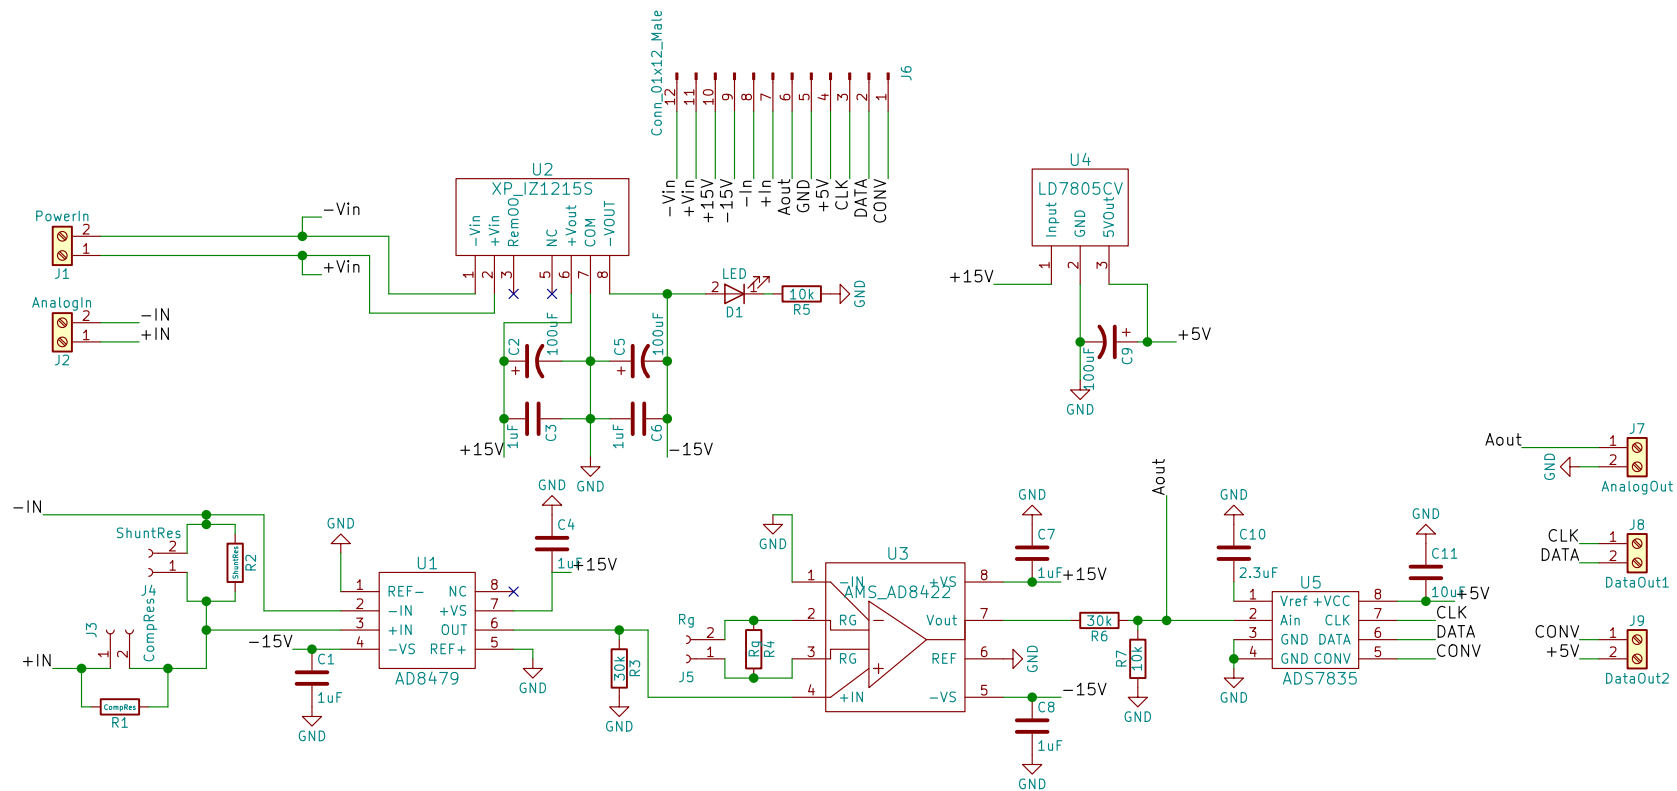 Conn_01x12_Male
J6
12
11
10
9
8
7
6
5
4
3
2
1
-Vin
+Vin
+15V
-15V
-In
+In
Aout
GND
+5V
CLK
DATA
CONV
PowerIn
2
1
J1
-Vin
+Vin
AnalogIn
2
1
J2
-IN
+IN
U2
XP_IZ1215S
-Vin
+Vin
RemOO
NC
+Vout
COM
-VOUT
1
2
3
5
6
7
8
LED
2
1
D1
10k
R5
GND
C2
100uF
+
C5
100uF
+
1uF
C3
1uF
C6
+15V
-15V
GND
U4
LD7805CV
Input
GND
5VOut
1
2
3
+15V
+
C9
100uF
+5V
GND
Aout
1
2
GND
J7
AnalogOut
-IN
ShuntRes
2
1
J4
ShuntRes
R2
J3
1
2
CompRes
+IN
CompRes
R1
GND
U1
1
REF-
2
-IN
3
+IN
4
-VS
NC
8
+VS
7
OUT
6
REF+
5
AD8479
-15V
C1
1uF
GND
GND
C4
1uF
+15V
GND
30k
R3
GND
Rg
2
1
J5
Rg
R4
GND
U3
AMS_AD8422
1
-IN
2
RG
3
RG
4
+IN
+VS
8
Vout
7
REF
6
-VS
5
-
+
GND
C7
1uF
+15V
GND
-15V
C8
1uF
GND
30k
R6
R7
10k
GND
Aout
GND
C10
2.3uF
U5
1
Vref
2
Ain
3
GND
4
GND
+VCC
8
CLK
7
DATA
6
CONV
5
ADS7835
GND
GND
C11
10uF
+5V
CLK
DATA
CONV
CLK
DATA
1
2
J8
DataOut1
CONV
+5V
1
2
J9
DataOut2